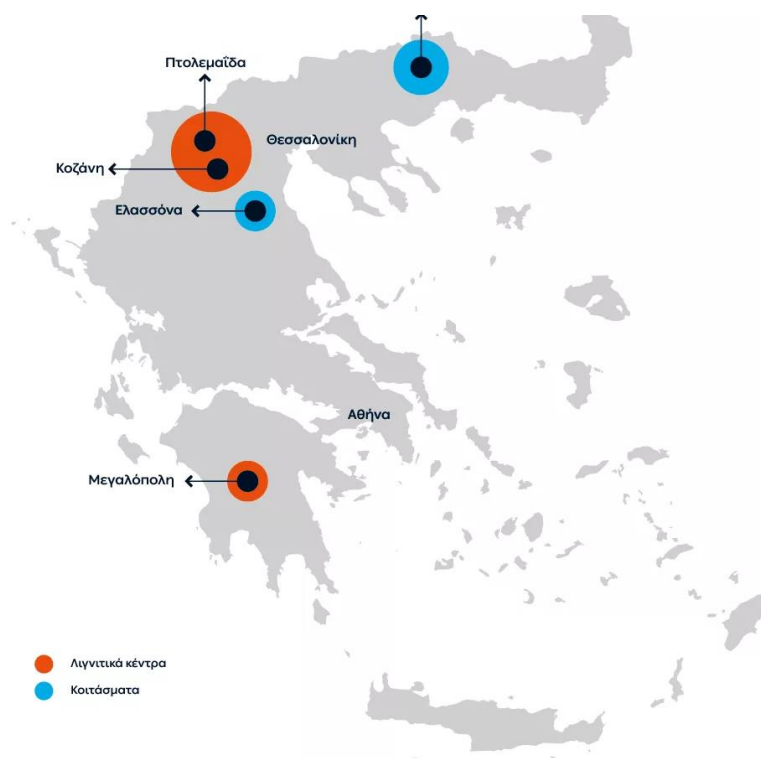 Πτολεμαΐδα
Θεσσαλονίκη
Κοζάνη
Ελασσόνα
Αθήνα
Μεγαλόπολη
Λιγνιτικά κέντρα
Κοιτάσματα